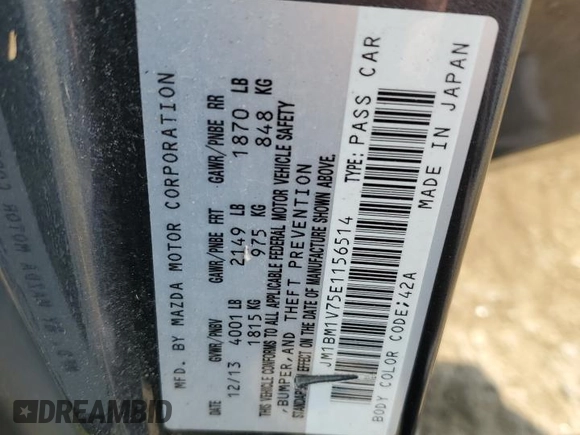 MFD. BY MAZDA MOTOR CORPORATION
DATE GVWR/PNBV GAWR/PNBE FRT GAWR/PNBE RR
12/13 4001 LB 2149 LB 1870 LB
1815 KG 975 KG 848 KG
THIS VEHICLE CONFORMS TO ALL APPLICABLE FEDERAL MOTOR VEHICLE SAFETY
, BUMPER, AND THEFT PREVENTION
STANDARDS EFFECT ON THE DATE OF MANUFACTURE SHOWN ABOVE.
JM1BM1V75E1156514 TYPE: PASS CAR
BODY COLOR CODE: 42A MADE IN JAPAN
DREAMBID